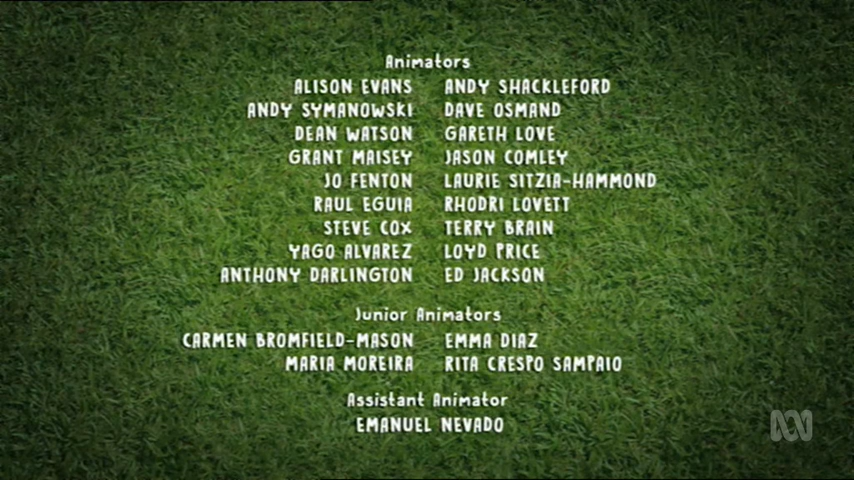 Animators
ALISON EVANS ANDY SHACKLEFORD
ANDY SYMANOWSKI DAVE OSMAND
DEAN WATSON GARETH LOVE
GRANT MAISEY JASON COMLEY
JO FENTON LAURIE SITZIA-HAMMOND
RAUL EGUIA RHODRI LOVETT
STEVE COX TERRY BRAIN
YAGO ALVAREZ LOYD PRICE
ANTHONY DARLINGTON ED JACKSON
Junior Animators
CARMEN BROMFIELD-MASON EMMA DIAZ
MARIA MOREIRA RITA CRESPO SAMPAIO
Assistant Animator
EMANUEL NEVADO